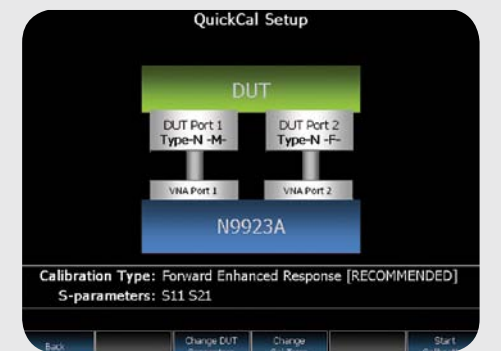 QuickCal Setup
DUT
DUT Port 1
Type-N -M-
DUT Port 2
Type-N -F-
VNA Port 1
VNA Port 2
N9923A
Calibration Type: Forward Enhanced Response [RECOMMENDED]
S-parameters: S11 S21
Back
Change DUT
Change
Start